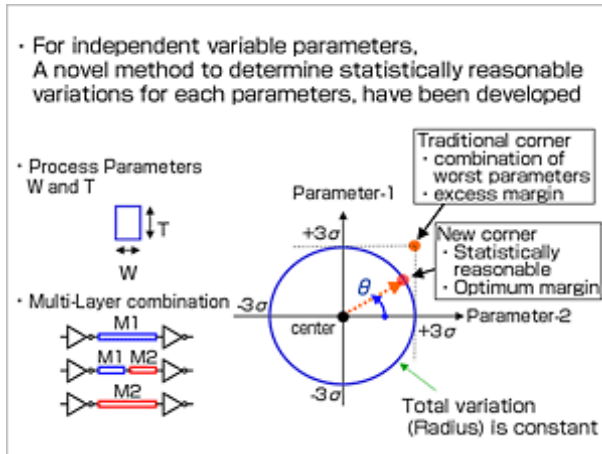 ・For independent variable parameters,
A novel method to determine statistically reasonable
variations for each parameters, have been developed
・Process Parameters
W and T
T
W
・Multi-Layer combination
M1
M1 M2
M2
Traditional corner
・combination of
worst parameters
・excess margin
Parameter-1
+3σ
New corner
・Statistically
reasonable
・Optimum margin
θ
-3σ
center
Parameter-2
+3σ
-3σ
Total variation
(Radius) is constant